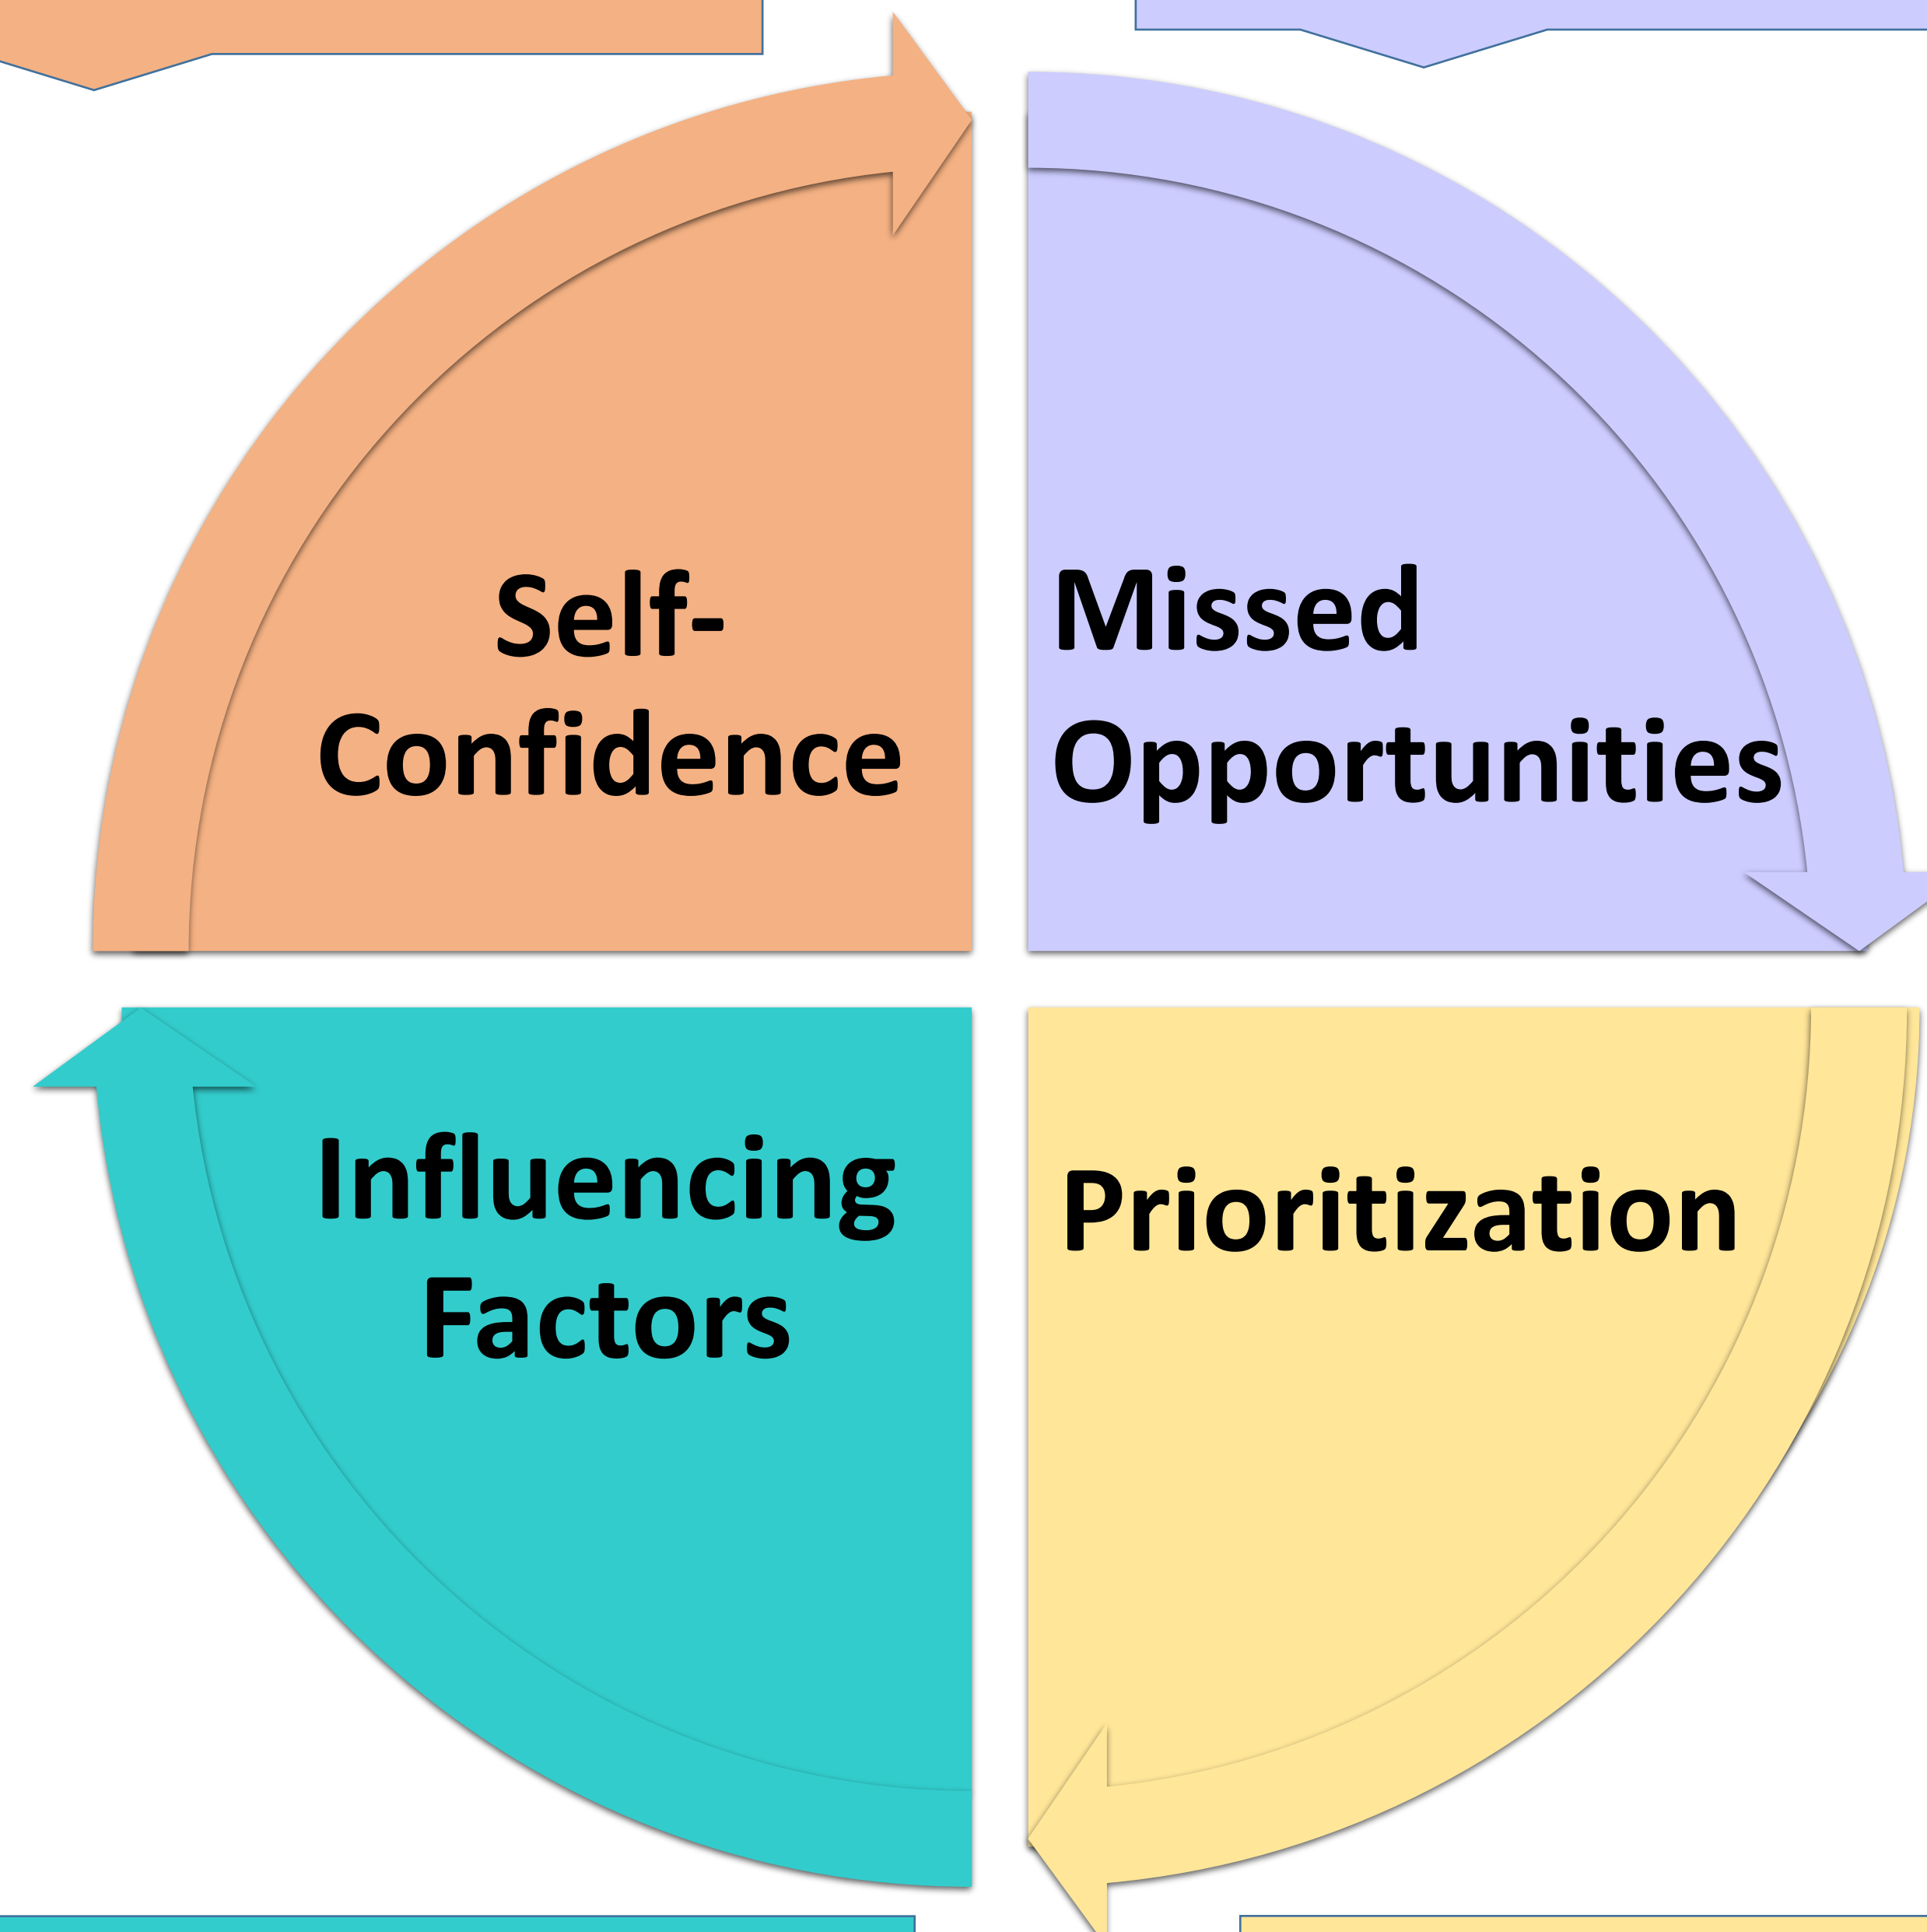 Self-
Confidence
Missed
Opportunities
Influencing
Factors
Prioritization